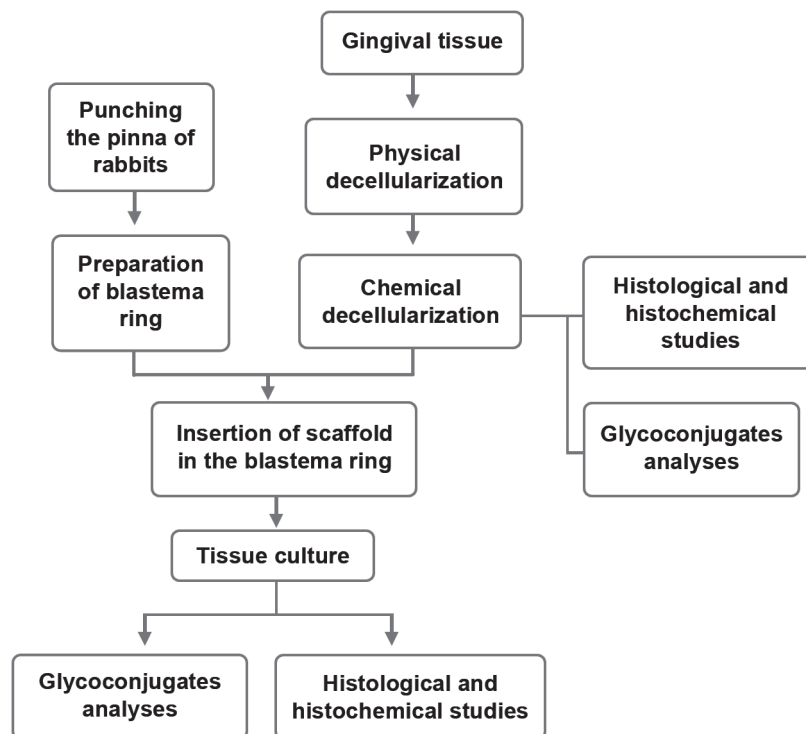 Gingival tissue
Punching
the pinna of
rabbits
Physical
decellularization
Preparation
of blastema
ring
Chemical
decellularization
Histological and
histochemical
studies
Insertion of scaffold
in the blastema ring
Glycoconjugates
analyses
Tissue culture
Glycoconjugates
analyses
Histological and
histochemical studies